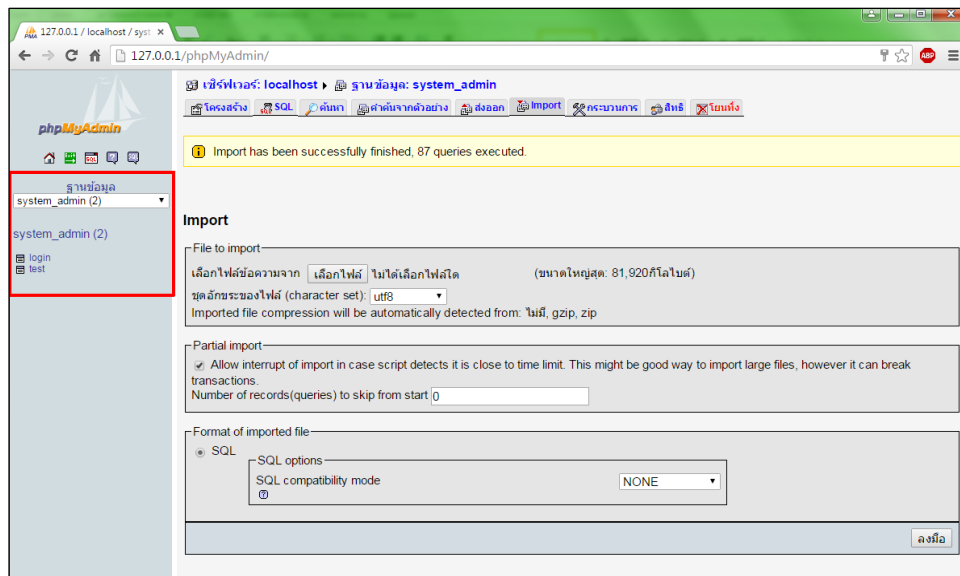 127.0.0.1 / localhost / syst
127.0.0.1/phpMyAdmin/
ABP
phpMyAdmin
SQL
ฐานข้อมูล
system_admin (2)
system_admin (2)
login
test
เซิร์ฟเวอร์: localhost ฐานข้อมูล: system_admin
โครงสร้าง SQL ค้นหา คำค้นจากตัวอย่าง ส่งออก Import กระบวนการ สิทธิ โยนทิ้ง
Import has been successfully finished, 87 queries executed.
Import
File to import
เลือกไฟล์ข้อความจาก เลือกไฟล์ ไม่ได้เลือกไฟล์ใด (ขนาดใหญ่สุด: 81,920กิโลไบต์)
ชุดอักขระของไฟล์ (character set): utf8
Imported file compression will be automatically detected from: ไม่มี, gzip, zip
Partial import
Allow interrupt of import in case script detects it is close to time limit. This might be good way to import large files, however it can break
transactions.
Number of records(queries) to skip from start 0
Format of imported file
SQL
SQL options
SQL compatibility mode NONE
ลงมือ